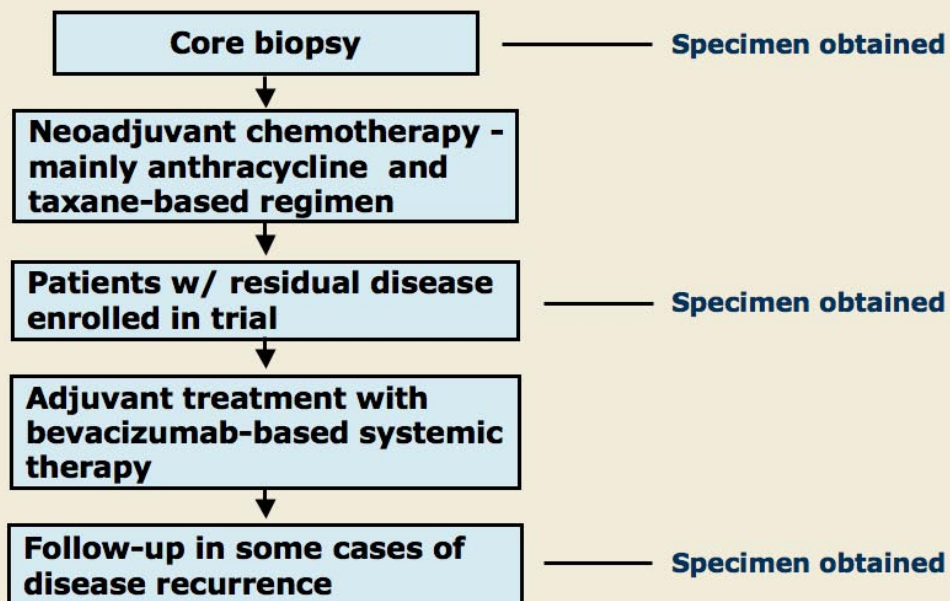 Core biopsy
Specimen obtained
Neoadjuvant chemotherapy -
mainly anthracycline and
taxane-based regimen
Patients w/ residual disease
enrolled in trial
Specimen obtained
Adjuvant treatment with
bevacizumab-based systemic
therapy
Follow-up in some cases of
disease recurrence
Specimen obtained